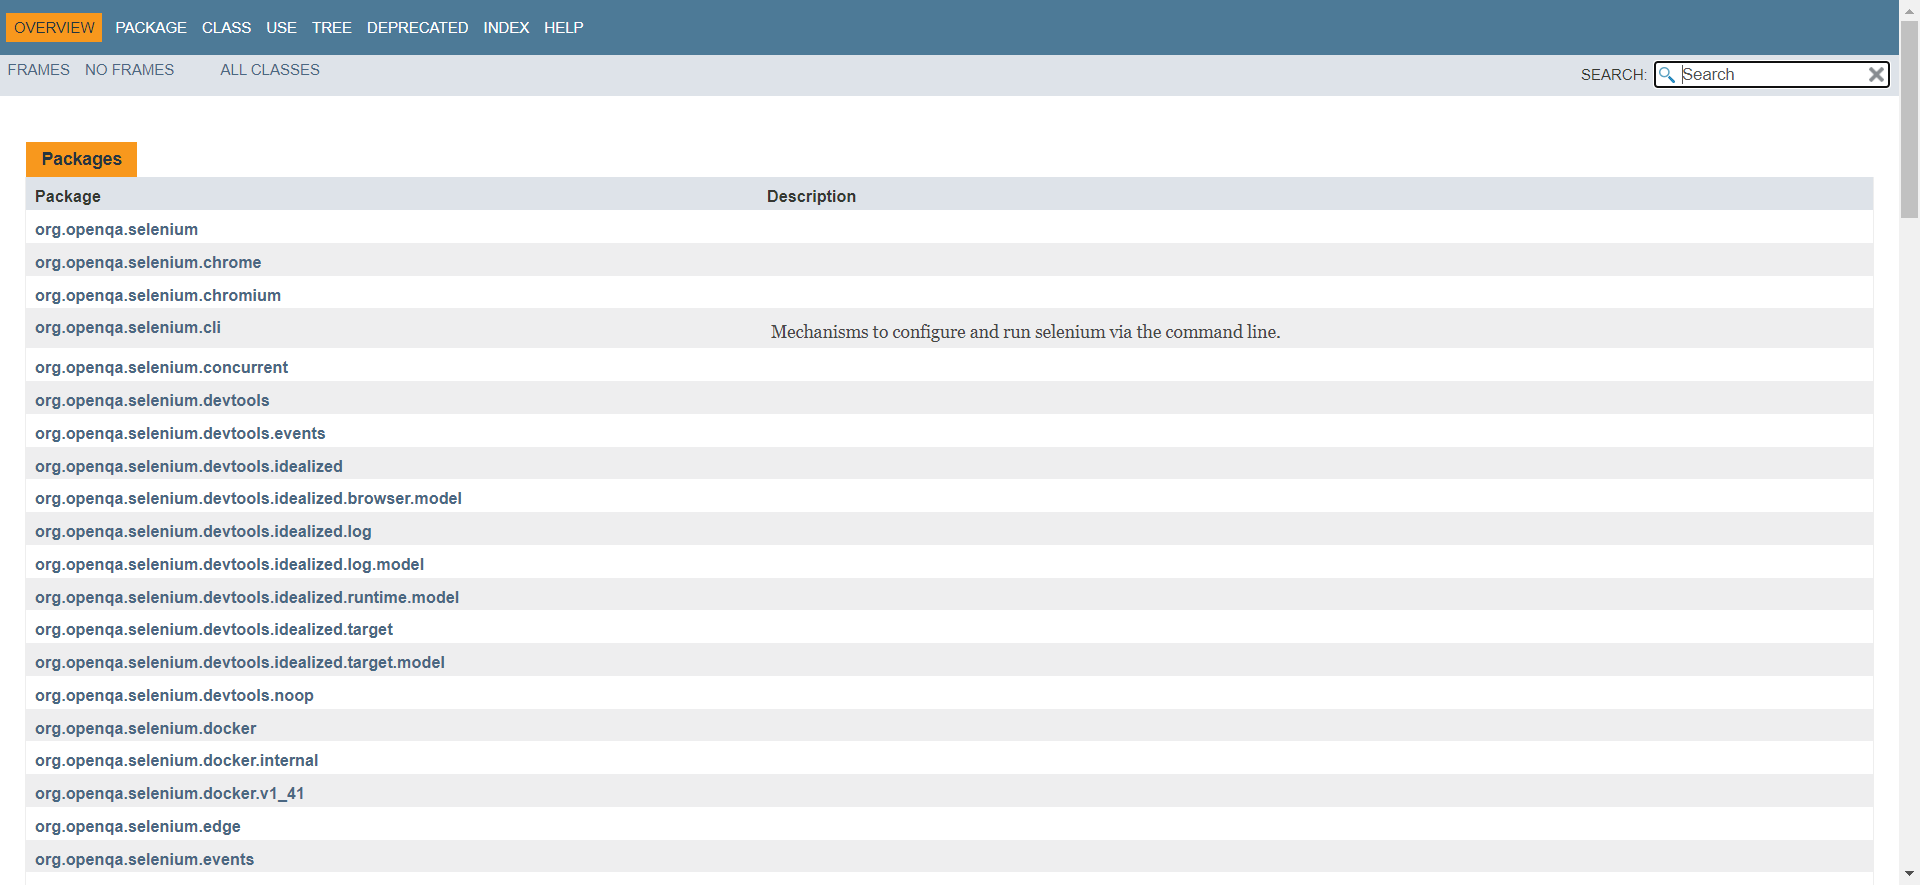 OVERVIEW PACKAGE CLASS USE TREE DEPRECATED INDEX HELP
FRAMES NO FRAMES ALL CLASSES SEARCH: Search
Packages
Package Description
org.openqa.selenium
org.openqa.selenium.chrome
org.openqa.selenium.chromium
org.openqa.selenium.cli Mechanisms to configure and run selenium via the command line.
org.openqa.selenium.concurrent
org.openqa.selenium.devtools
org.openqa.selenium.devtools.events
org.openqa.selenium.devtools.idealized
org.openqa.selenium.devtools.idealized.browser.model
org.openqa.selenium.devtools.idealized.log
org.openqa.selenium.devtools.idealized.log.model
org.openqa.selenium.devtools.idealized.runtime.model
org.openqa.selenium.devtools.idealized.target
org.openqa.selenium.devtools.idealized.target.model
org.openqa.selenium.devtools.noop
org.openqa.selenium.docker
org.openqa.selenium.docker.internal
org.openqa.selenium.docker.v1_41
org.openqa.selenium.edge
org.openqa.selenium.events